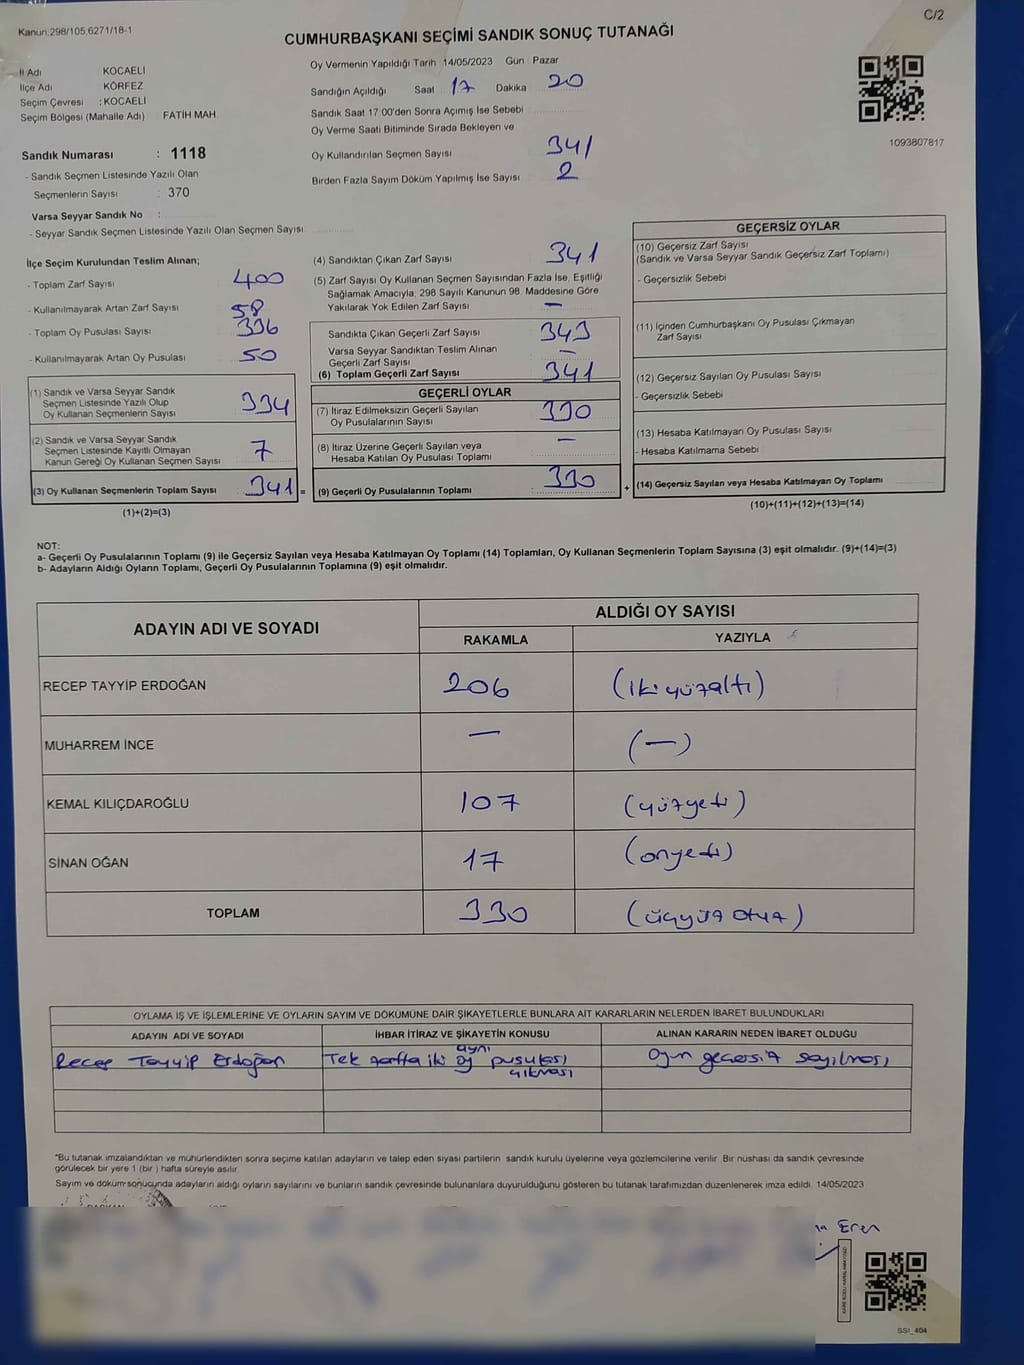 Kanun:298/105,6271/18-1
C/2
CUMHURBAŞKANI SEÇİMİ SANDIK SONUÇ TUTANAĞI
İl Adı KOCAELİ
İlçe Adı KÖRFEZ
Seçim Çevresi : KOCAELİ
Seçim Bölgesi (Mahalle Adı) FATİH MAH.
Sandık Numarası : 1118
- Sandık Seçmen Listesinde Yazılı Olan
Seçmenlerin Sayısı : 370
Varsa Seyyar Sandık No :
- Seyyar Sandık Seçmen Listesinde Yazılı Olan Seçmen Sayısı
Oy Vermenin Yapıldığı Tarih 14/05/2023 Gün Pazar
Sandığın Açıldığı Saat 17 Dakika 20
Sandık Saat 17:00'den Sonra Açımış İse Sebebi
Oy Verme Saati Bitiminde Sırada Bekleyen ve
Oy Kullandırılan Seçmen Sayısı 341
Birden Fazla Sayım Döküm Yapılmış İse Sayısı 2
1093807817
İlçe Seçim Kurulundan Teslim Alınan;
- Toplam Zarf Sayısı 400
- Kullanılmayarak Artan Zarf Sayısı 58
- Toplam Oy Pusulası Sayısı 336
- Kullanılmayarak Artan Oy Pusulası 50
(1) Sandık ve Varsa Seyyar Sandık
Seçmen Listesinde Yazılı Olup
Oy Kullanan Seçmenlerin Sayısı 334
(2) Sandık ve Varsa Seyyar Sandık
Seçmen Listesinde Kayıtlı Olmayan
Kanun Gereği Oy Kullanan Seçmen Sayısı 7
(3) Oy Kullanan Seçmenlerin Toplam Sayısı 341 =
(1)+(2)=(3)
(4) Sandıktan Çıkan Zarf Sayısı 341
(5) Zarf Sayısı Oy Kullanan Seçmen Sayısından Fazla İse, Eşitliği
Sağlamak Amacıyla, 298 Sayılı Kanunun 98. Maddesine Göre
Yakılarak Yok Edilen Zarf Sayısı —
Sandıkta Çıkan Geçerli Zarf Sayısı 343
Varsa Seyyar Sandıktan Teslim Alınan
Geçerli Zarf Sayısı —
(6) Toplam Geçerli Zarf Sayısı 341
GEÇERLİ OYLAR
(7) İtiraz Edilmeksizin Geçerli Sayılan
Oy Pusulalarının Sayısı 330
(8) İtiraz Üzerine Geçerli Sayılan veya
Hesaba Katılan Oy Pusulası Toplamı —
(9) Geçerli Oy Pusulalarının Toplamı 330 +
GEÇERSİZ OYLAR
(10) Geçersiz Zarf Sayısı
(Sandık ve Varsa Seyyar Sandık Geçersiz Zarf Toplamı)
- Geçersizlik Sebebi
(11) İçinden Cumhurbaşkanı Oy Pusulası Çıkmayan
Zarf Sayısı
(12) Geçersiz Sayılan Oy Pusulası Sayısı
- Geçersizlik Sebebi
(13) Hesaba Katılmayan Oy Pusulası Sayısı
- Hesaba Katılmama Sebebi
(14) Geçersiz Sayılan veya Hesaba Katılmayan Oy Toplamı
(10)+(11)+(12)+(13)=(14)
NOT:
a- Geçerli Oy Pusulalarının Toplamı (9) ile Geçersiz Sayılan veya Hesaba Katılmayan Oy Toplamı (14) Toplamları, Oy Kullanan Seçmenlerin Toplam Sayısına (3) eşit olmalıdır. (9)+(14)=(3)
b- Adayların Aldığı Oyların Toplamı, Geçerli Oy Pusulalarının Toplamına (9) eşit olmalıdır.
ADAYIN ADI VE SOYADI ALDIĞI OY SAYISI
RAKAMLA YAZIYLA
RECEP TAYYİP ERDOĞAN 206 (ikiyüzaltı)
MUHARREM İNCE — (—)
KEMAL KILIÇDAROĞLU 107 (yüzyedi)
SİNAN OĞAN 17 (onyedi)
TOPLAM 330 (üçyüz otuz)
OYLAMA İŞ VE İŞLEMLERİNE VE OYLARIN SAYIM VE DÖKÜMÜNE DAİR ŞİKAYETLERLE BUNLARA AİT KARARLARIN NELERDEN İBARET BULUNDUKLARI
ADAYIN ADI VE SOYADI İHBAR İTİRAZ VE ŞİKAYETİN KONUSU ALINAN KARARIN NEDEN İBARET OLDUĞU
Recep Tayyip Erdoğan Tek zarfta iki aynı oy pusulası çıkması Oyun geçersiz sayılması
*Bu tutanak imzalandıktan ve mühürlendikten sonra seçime katılan adayların ve talep eden siyasi partilerin sandık kurulu üyelerine veya gözlemcilerine verilir. Bir nüshası da sandık çevresinde
görülecek bir yere 1 (bir) hafta süreyle asılır.
Sayım ve döküm sonucunda adayların aldığı oyların sayılarını ve bunların sandık çevresinde bulunanlara duyurulduğunu gösteren bu tutanak tarafımızdan düzenlenerek imza edildi. 14/05/2023
Eren
SSI_404